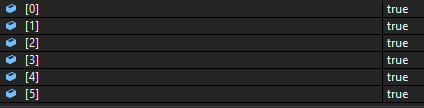 [0] true
[1] true
[2] true
[3] true
[4] true
[5] true